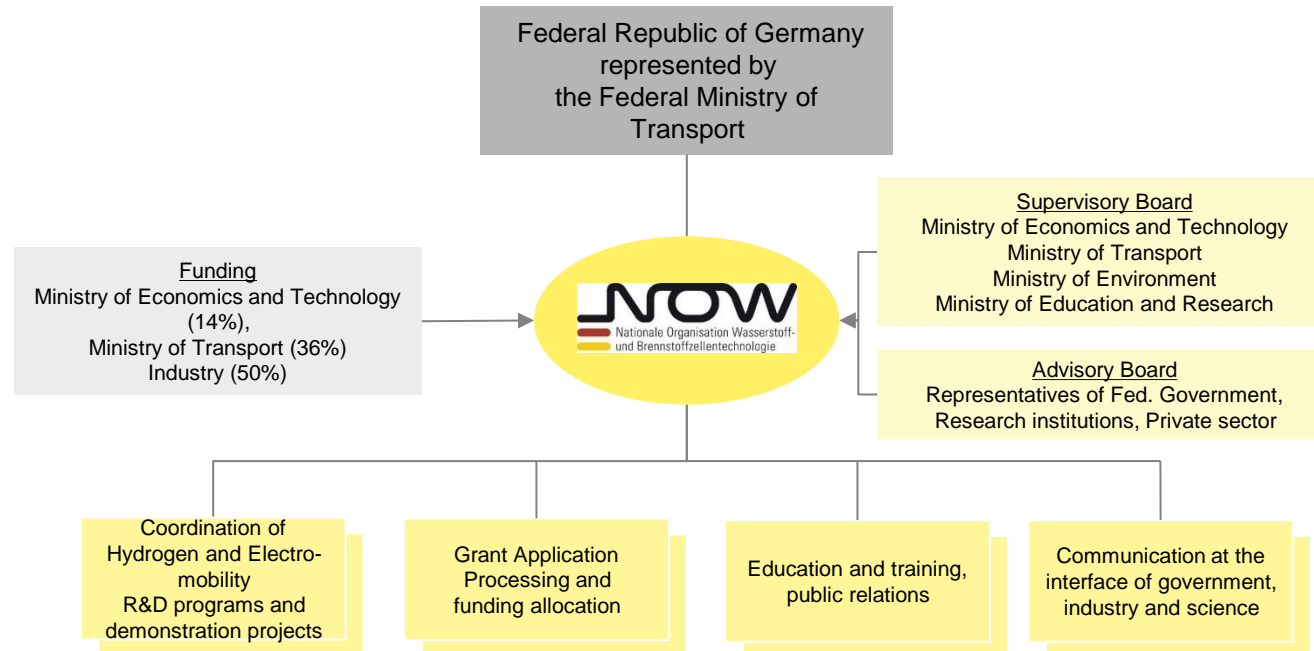 Federal Republic of Germany
represented by
the Federal Ministry of
Transport
Supervisory Board
Ministry of Economics and Technology
Ministry of Transport
Ministry of Environment
Ministry of Education and Research
Funding
Ministry of Economics and Technology
(14%),
Ministry of Transport (36%)
Industry (50%)
NOW
Nationale Organisation Wasserstoff-
und Brennstoffzellentechnologie
Advisory Board
Representatives of Fed. Government,
Research institutions, Private sector
Coordination of
Hydrogen and Electro-
mobility
R&D programs and
demonstration projects
Grant Application
Processing and
funding allocation
Education and training,
public relations
Communication at the
interface of government,
industry and science